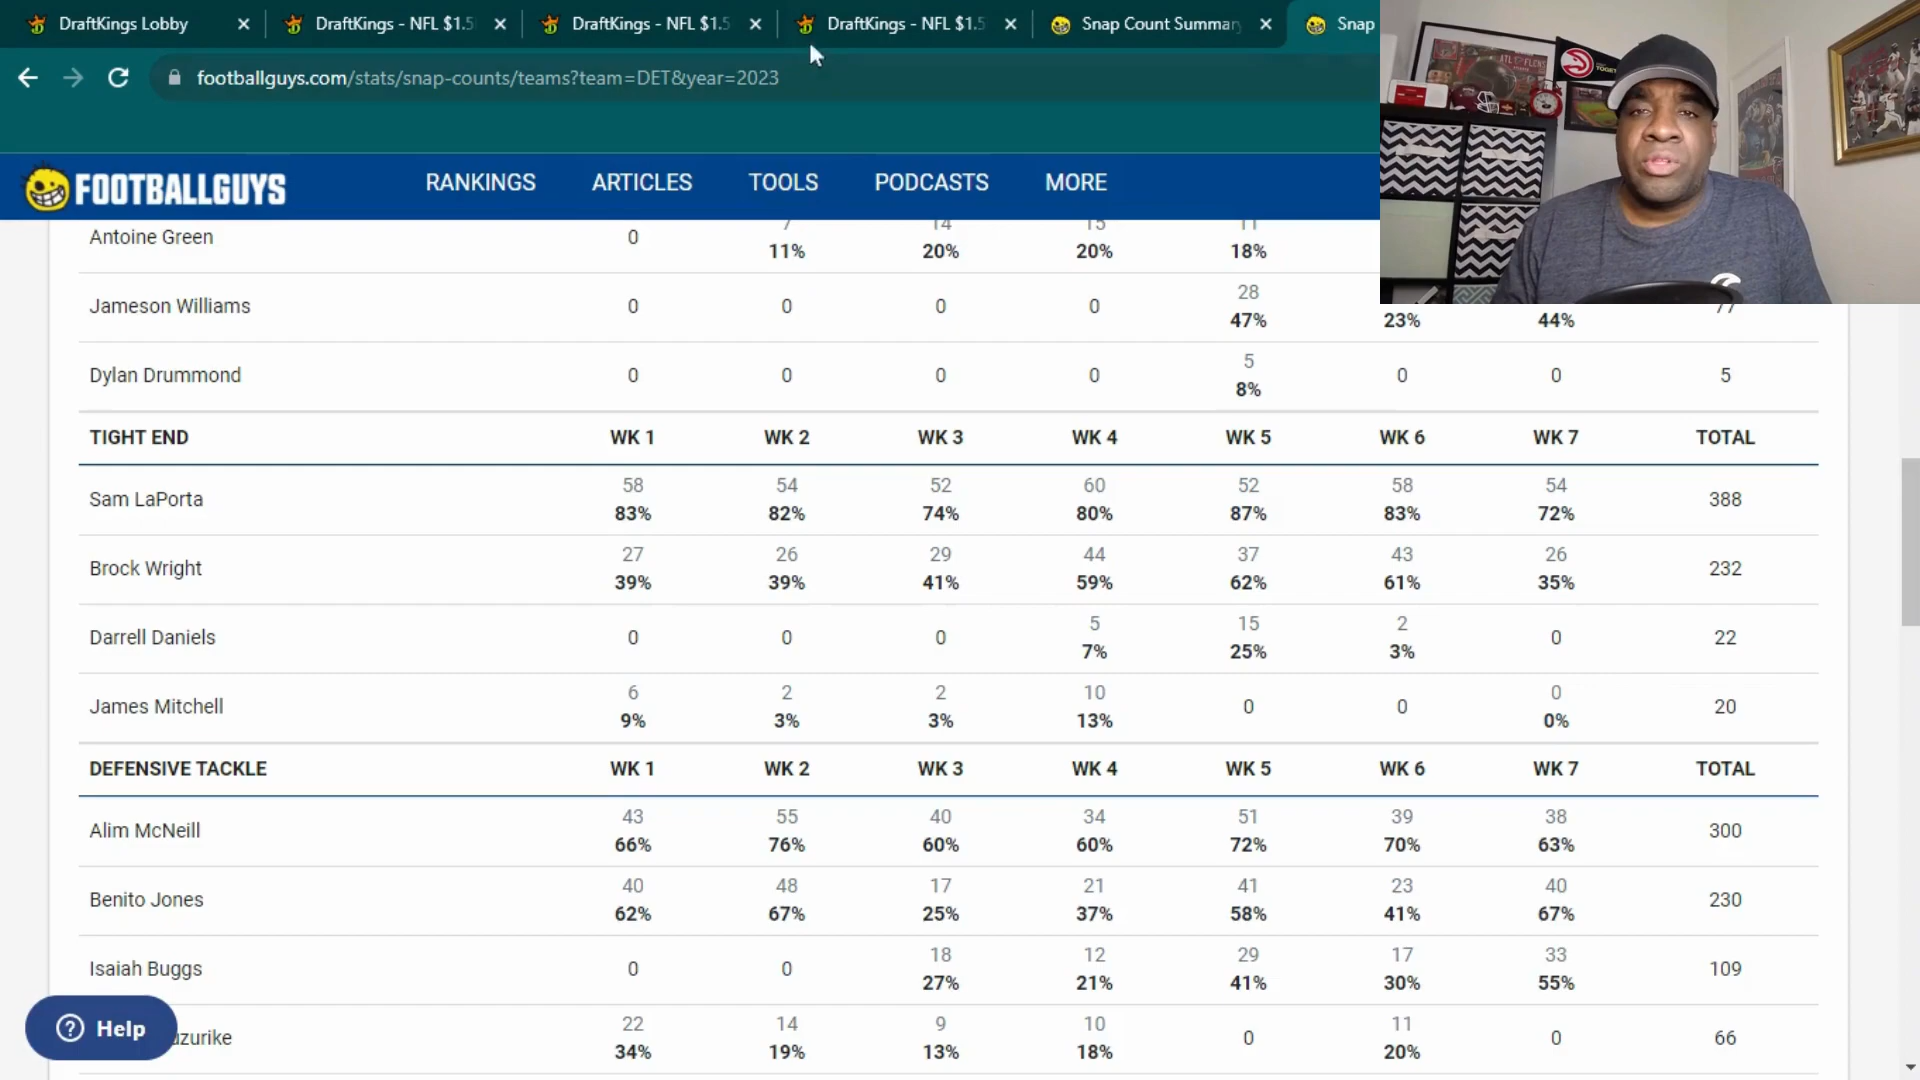 DraftKings Lobby
DraftKings - NFL $1.5
DraftKings - NFL $1.5
DraftKings - NFL $1.5
Snap Count Summary
Snap
footballguys.com/stats/snap-counts/teams?team=DET&year=2023
FOOTBALLGUYS RANKINGS ARTICLES TOOLS PODCASTS MORE
7 14 15 11
Antoine Green 0 11% 20% 20% 18%
28
Jameson Williams 0 0 0 0 47% 23% 44% 77
5
Dylan Drummond 0 0 0 0 8% 0 0 5
TIGHT END WK 1 WK 2 WK 3 WK 4 WK 5 WK 6 WK 7 TOTAL
58 54 52 60 52 58 54
Sam LaPorta 83% 82% 74% 80% 87% 83% 72% 388
27 26 29 44 37 43 26
Brock Wright 39% 39% 41% 59% 62% 61% 35% 232
5 15 2
Darrell Daniels 0 0 0 7% 25% 3% 0 22
6 2 2 10 0
James Mitchell 9% 3% 3% 13% 0 0 0% 20
DEFENSIVE TACKLE WK 1 WK 2 WK 3 WK 4 WK 5 WK 6 WK 7 TOTAL
43 55 40 34 51 39 38
Alim McNeill 66% 76% 60% 60% 72% 70% 63% 300
40 48 17 21 41 23 40
Benito Jones 62% 67% 25% 37% 58% 41% 67% 230
18 12 29 17 33
Isaiah Buggs 0 0 27% 21% 41% 30% 55% 109
22 14 9 10 11
zurike 34% 19% 13% 18% 0 20% 0 66
Help